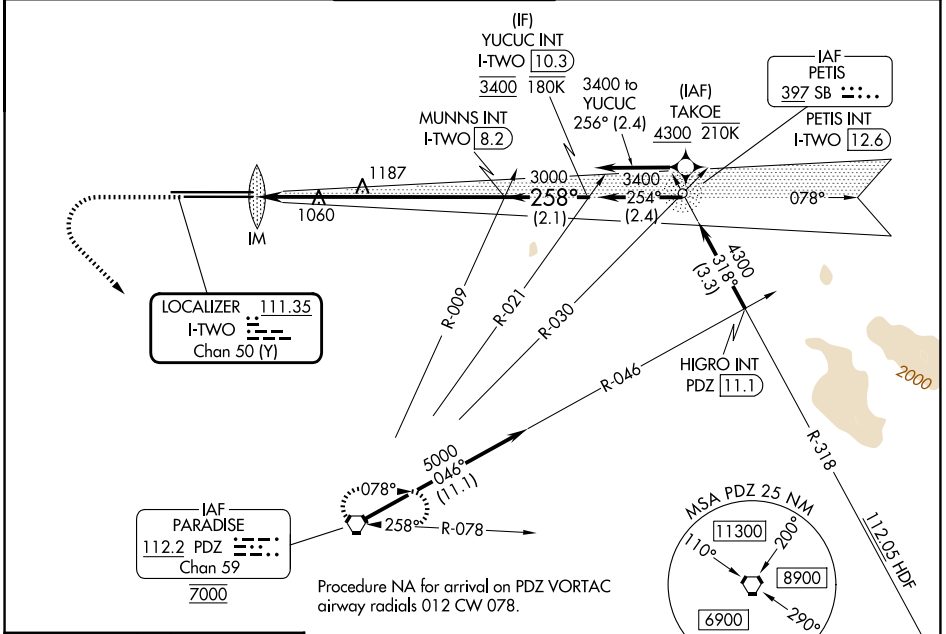 (IF)
YUCUC INT
I-TWO 10.3
3400 180K
3400 to
YUCUC
256° (2.4)
(IAF)
TAKOE
4300 210K
IAF
PETIS
397 SB
PETIS INT
I-TWO 12.6
MUNNS INT
I-TWO 8.2
1187
1060
IM
3000
258°
(2.1)
3400
254°
(2.4)
078°
4300
318°
(3.3)
LOCALIZER 111.35
I-TWO
Chan 50 (Y)
R-009
R-021
R-030
R-046
HIGRO INT
PDZ 11.1
2000
R-318
112.05 HDF
5000
046°
(11.1)
078°
258°
R-078
IAF
PARADISE
112.2 PDZ
Chan 59
7000
Procedure NA for arrival on PDZ VORTAC
airway radials 012 CW 078.
MSA PDZ 25 NM
11300
110°
200°
8900
6900
290°